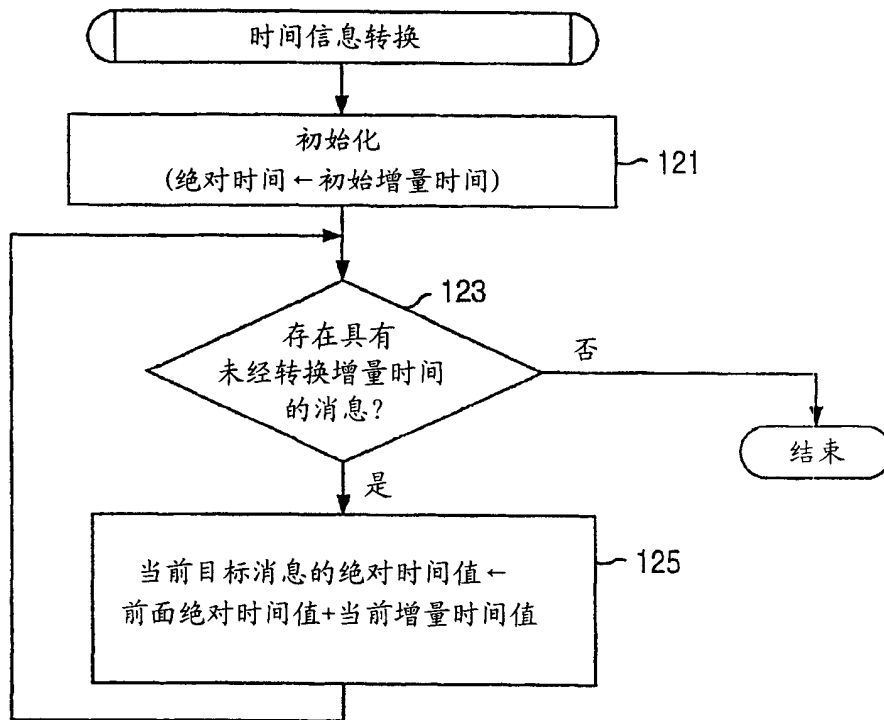 时间信息转换
初始化
(绝对时间←初始增量时间)
121
123
存在具有
未经转换增量时间
的消息?
否
结束
是
当前目标消息的绝对时间值←
前面绝对时间值+当前增量时间值
125